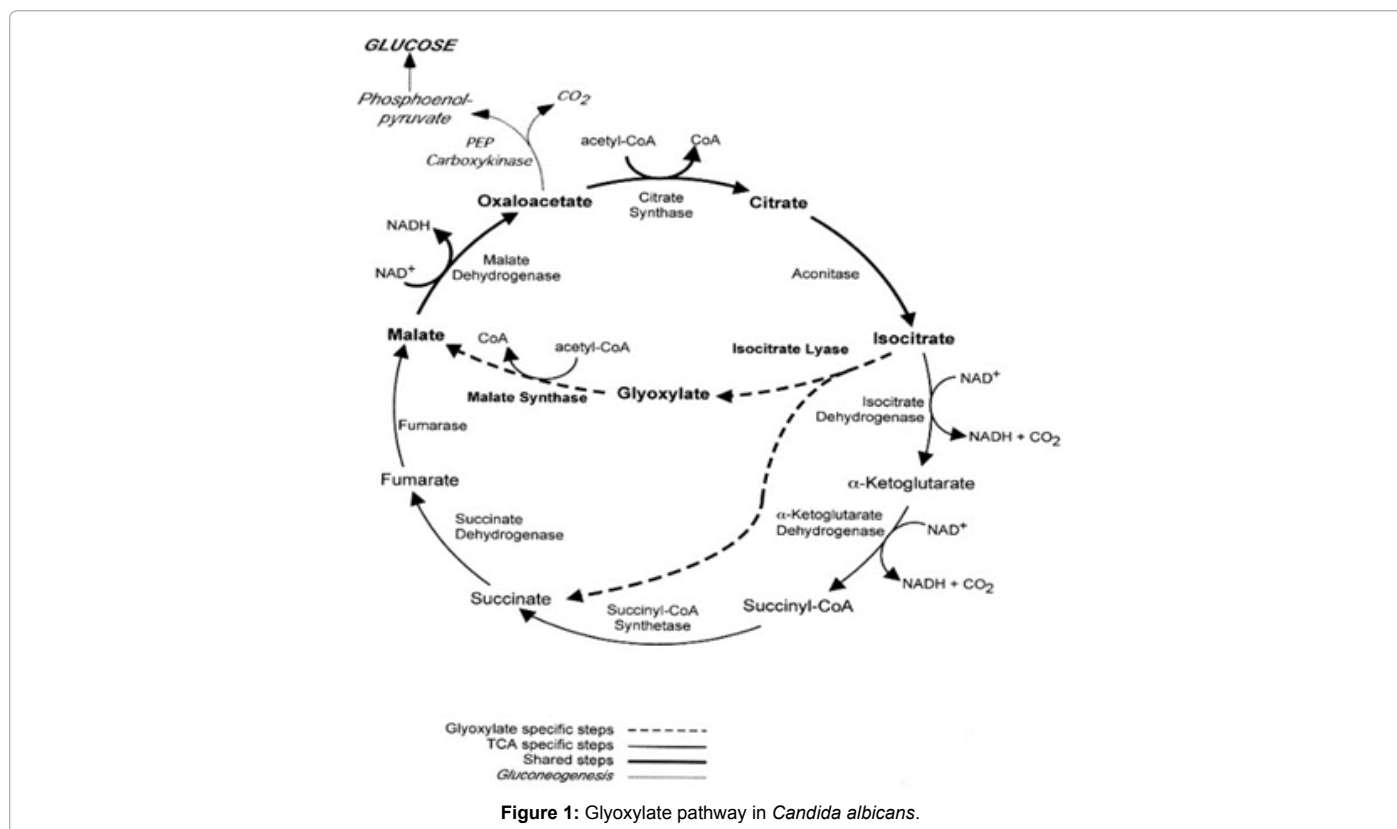 GLUCOSE
Phosphoenol-
pyruvate
CO2
PEP
Carboxykinase
acetyl-CoA
CoA
Oxaloacetate
Citrate
Synthase
Citrate
NADH
NAD+
Malate
Dehydrogenase
Aconitase
Malate
CoA
acetyl-CoA
Isocitrate Lyase
Isocitrate
Malate Synthase
Glyoxylate
NAD+
Isocitrate
Dehydrogenase
NADH + CO2
Fumarase
Fumarate
α-Ketoglutarate
α-Ketoglutarate
Dehydrogenase
NAD+
Succinate
Dehydrogenase
NADH + CO2
Succinate
Succinyl-CoA
Synthetase
Succinyl-CoA
Glyoxylate specific steps
TCA specific steps
Shared steps
Gluconeogenesis
Figure 1: Glyoxylate pathway in Candida albicans.